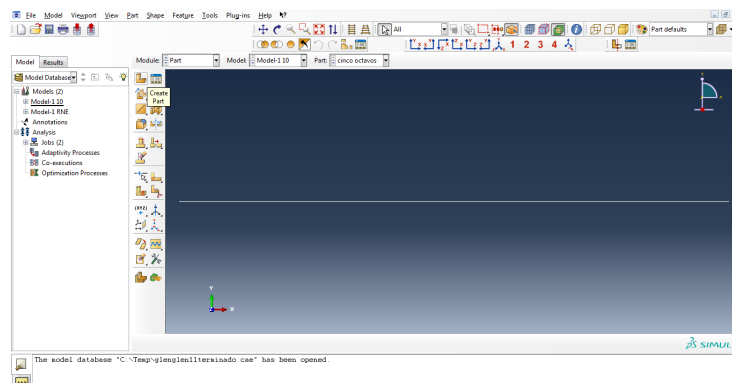 File Model Viewport View Part Shape Feature Tools Plug-ins Help
All
Part defaults
1 2 3 4
Model Results
Module: Part Model: Model-1 10 Part: cinco octavos
Model Database
Models (2)
Model-1 10
Model-1 RNE
Annotations
Analysis
Jobs (2)
Adaptivity Processes
Co-executions
Optimization Processes
Create
Part
(XYZ)
Y
X
Y
X
SIMUL
The model database "C:\Temp\glenglen11terminado.cae" has been opened.